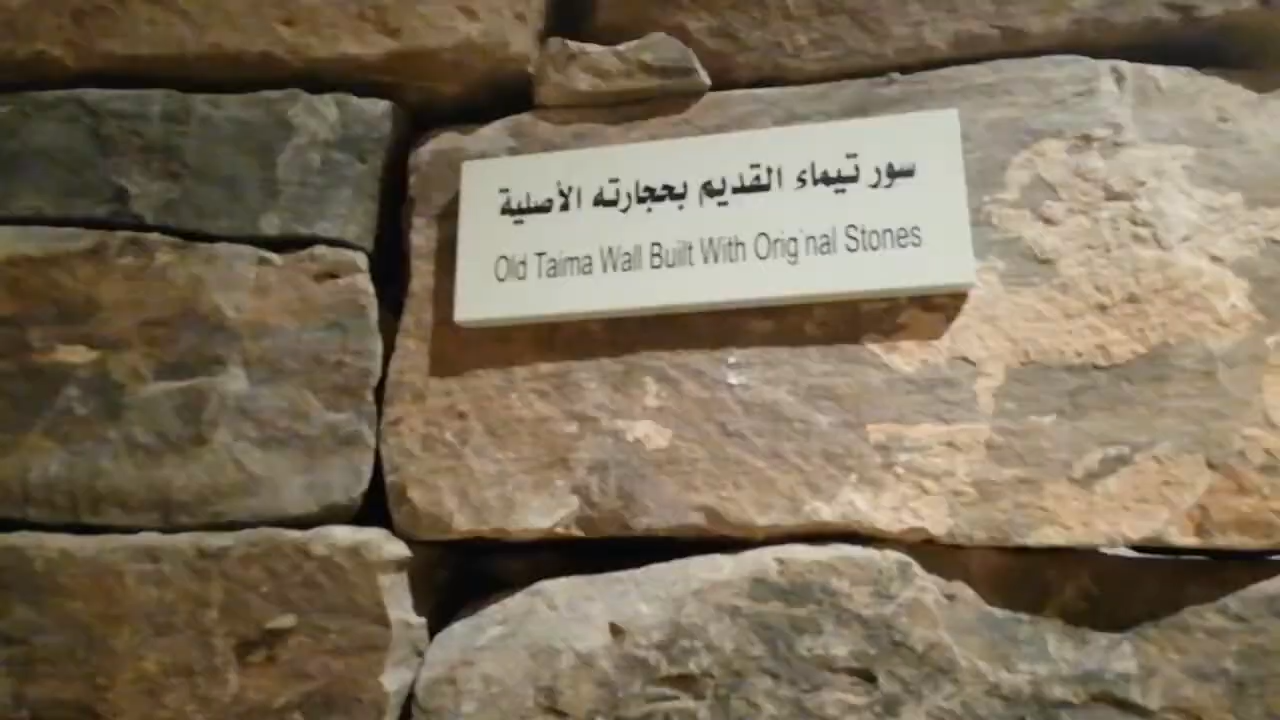 سور تيماء القديم بحجارته الأصلية
Old Taima Wall Built With Orig'nal Stones